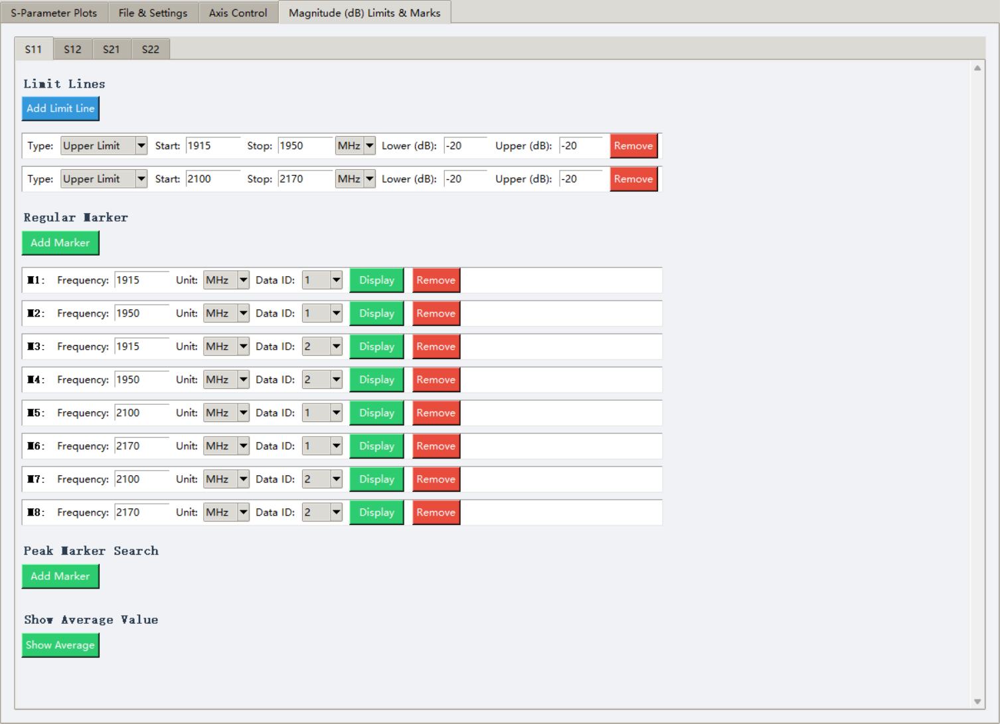 S-Parameter Plots File & Settings Axis Control Magnitude (dB) Limits & Marks
S11 S12 S21 S22
Limit Lines
Add Limit Line
Type: Upper Limit Start: 1915 Stop: 1950 MHz Lower (dB): -20 Upper (dB): -20 Remove
Type: Upper Limit Start: 2100 Stop: 2170 MHz Lower (dB): -20 Upper (dB): -20 Remove
Regular Marker
Add Marker
M1: Frequency: 1915 Unit: MHz Data ID: 1 Display Remove
M2: Frequency: 1950 Unit: MHz Data ID: 1 Display Remove
M3: Frequency: 1915 Unit: MHz Data ID: 2 Display Remove
M4: Frequency: 1950 Unit: MHz Data ID: 2 Display Remove
M5: Frequency: 2100 Unit: MHz Data ID: 1 Display Remove
M6: Frequency: 2170 Unit: MHz Data ID: 1 Display Remove
M7: Frequency: 2100 Unit: MHz Data ID: 2 Display Remove
M8: Frequency: 2170 Unit: MHz Data ID: 2 Display Remove
Peak Marker Search
Add Marker
Show Average Value
Show Average